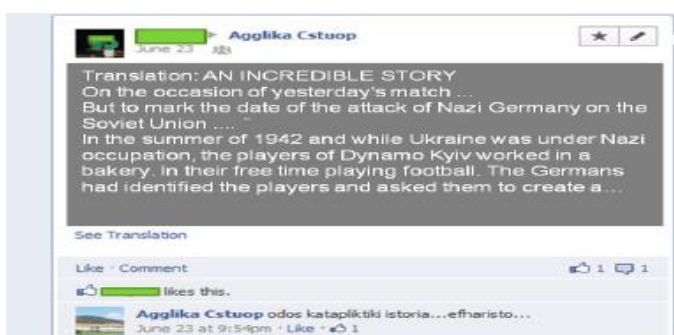 Agglika Cstuop
June 23
Translation: AN INCREDIBLE STORY
On the occasion of yesterday's match ...
But to mark the date of the attack of Nazi Germany on the
Soviet Union .... "
In the summer of 1942 and while Ukraine was under Nazi
occupation, the players of Dynamo Kyiv worked in a
bakery. In their free time playing football. The Germans
had identified the players and asked them to create a...
See Translation
Like · Comment 1 1
likes this.
Agglika Cstuop odos katapliktiki istoria...efharisto...
June 23 at 9:54pm · Like · 1